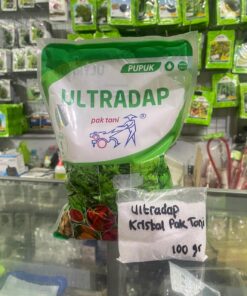 PUPUK
ULTRADAP
pak tani
®
Ultradap
Kristal Pak Tani
100 gr